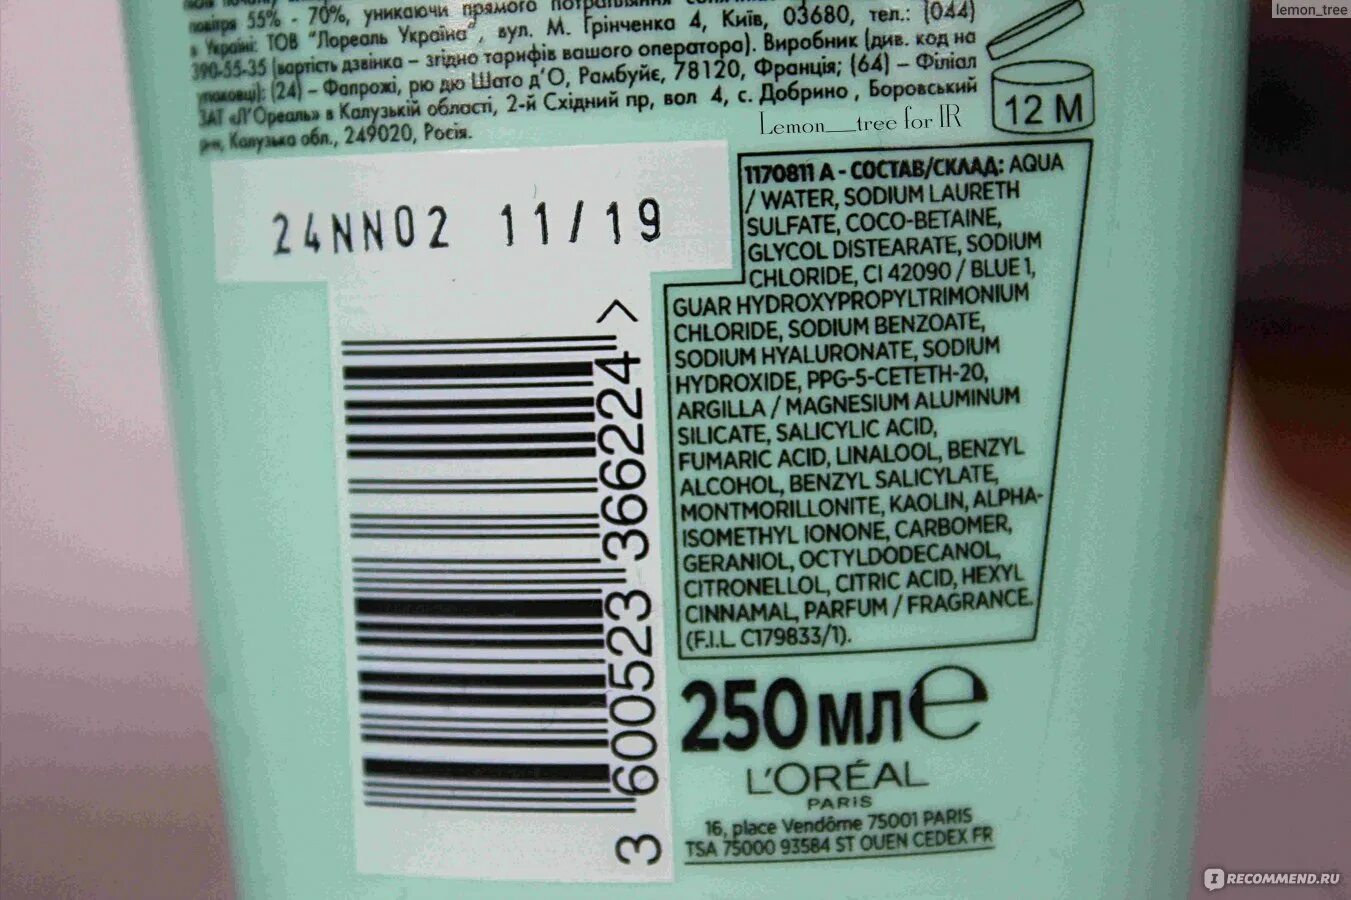 lemon_tree
повітря 55% - 70%, уникаючи прямого потрапляння
в Україні: ТОВ "Лореаль Україна", вул. М. Грінченка 4, Київ, 03680, тел.: (044)
390-55-35 (вартість дзвінка – згідно тарифів вашого оператора). Виробник (див. код на
упаковці): (24) – Фапрожі, рю дю Шато д'О, Рамбуйє, 78120, Франція; (64) – Філіал
ЗАТ «Л'Ореаль» в Калузькій області, 2-й Східний пр, вол 4, с. Добрино, Боровський
р-н, Калузька обл., 249020, Росія.
Lemon__tree for IR
12 M
24NN02 11/19
1170811 A - СОСТАВ/СКЛАД: AQUA
/ WATER, SODIUM LAURETH
SULFATE, COCO-BETAINE,
GLYCOL DISTEARATE, SODIUM
CHLORIDE, CI 42090 / BLUE 1,
GUAR HYDROXYPROPYLTRIMONIUM
CHLORIDE, SODIUM BENZOATE,
SODIUM HYALURONATE, SODIUM
HYDROXIDE, PPG-5-CETETH-20,
ARGILLA / MAGNESIUM ALUMINUM
SILICATE, SALICYLIC ACID,
FUMARIC ACID, LINALOOL, BENZYL
ALCOHOL, BENZYL SALICYLATE,
MONTMORILLONITE, KAOLIN, ALPHA-
ISOMETHYL IONONE, CARBOMER,
GERANIOL, OCTYLDODECANOL,
CITRONELLOL, CITRIC ACID, HEXYL
CINNAMAL, PARFUM / FRAGRANCE.
(F.I.L. C179833/1).
3 600523 366224 >
250 МЛ e
L'ORÉAL
PARIS
16, place Vendôme 75001 PARIS
TSA 75000 93584 ST OUEN CEDEX FR
IRECOMMEND.RU